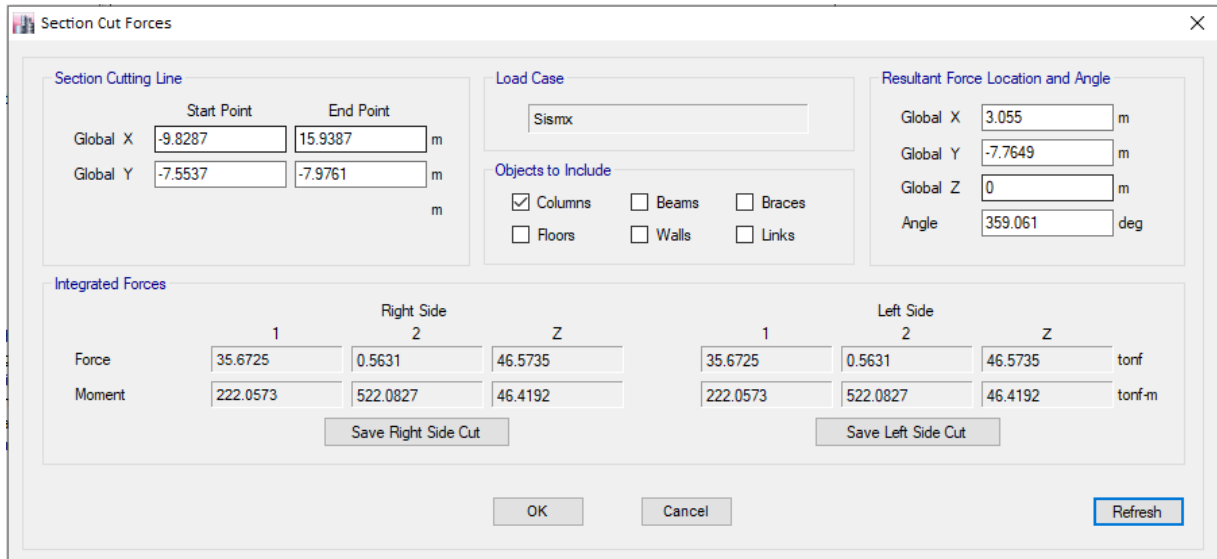 Section Cut Forces
Section Cutting Line
Start Point End Point
Global X -9.8287 15.9387 m
Global Y -7.5537 -7.9761 m
m
Load Case
Sismx
Objects to Include
Columns Beams Braces
Floors Walls Links
Resultant Force Location and Angle
Global X 3.055 m
Global Y -7.7649 m
Global Z 0 m
Angle 359.061 deg
Integrated Forces
Right Side Left Side
1 2 Z 1 2 Z
Force 35.6725 0.5631 46.5735 35.6725 0.5631 46.5735 tonf
Moment 222.0573 522.0827 46.4192 222.0573 522.0827 46.4192 tonf-m
Save Right Side Cut Save Left Side Cut
OK Cancel Refresh